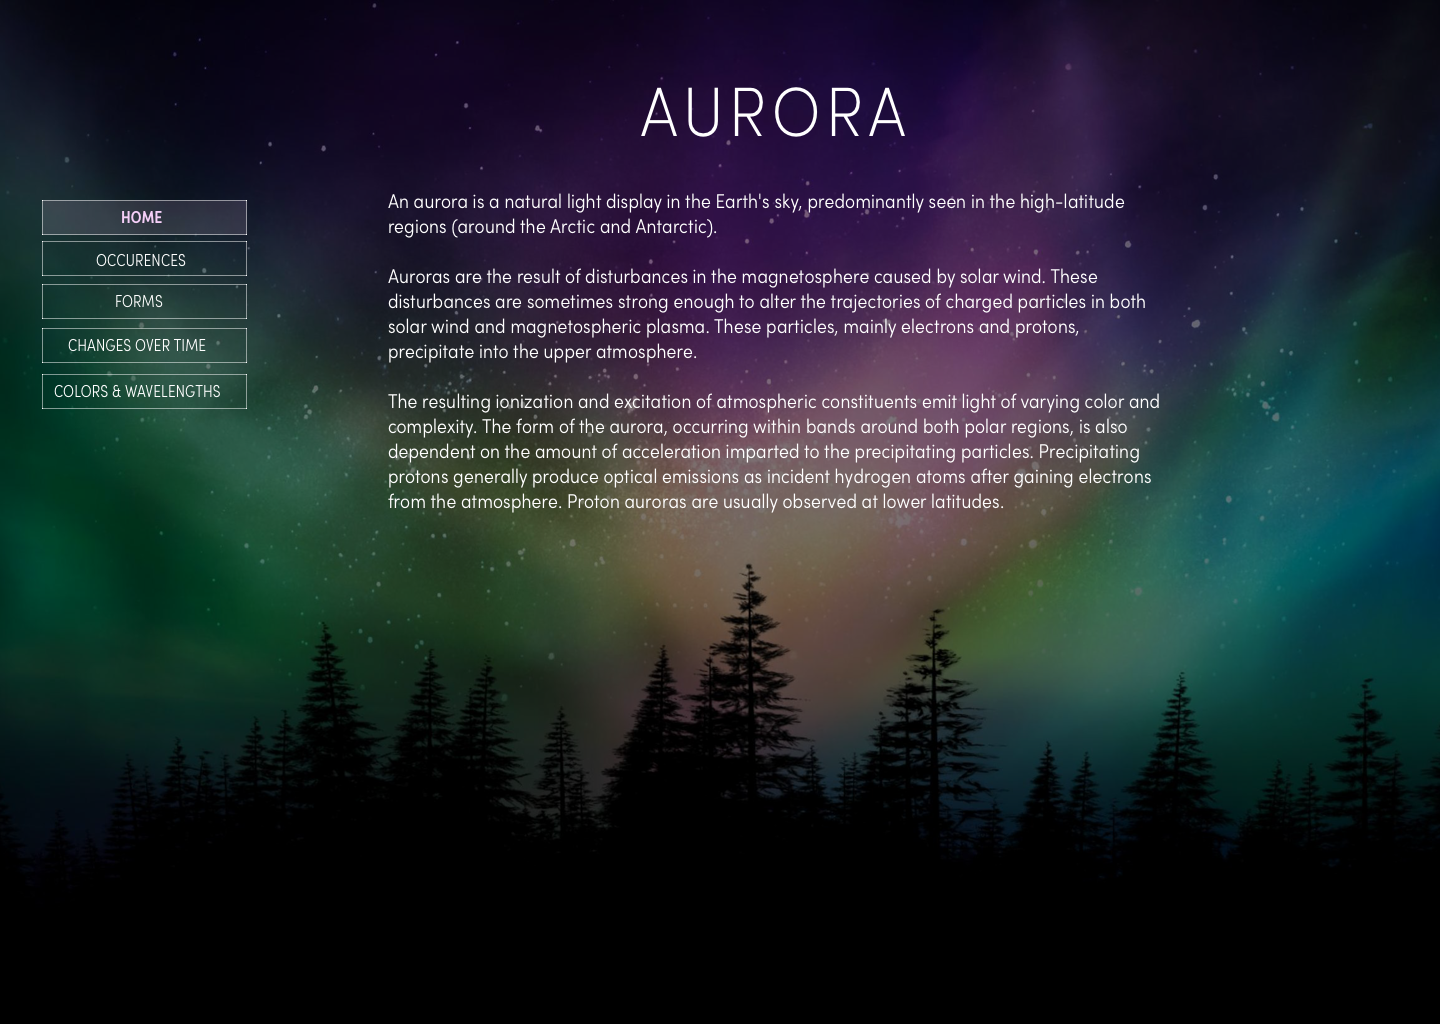 AURORA
HOME
OCCURENCES
FORMS
CHANGES OVER TIME
COLORS & WAVELENGTHS
An aurora is a natural light display in the Earth's sky, predominantly seen in the high-latitude
regions (around the Arctic and Antarctic).
Auroras are the result of disturbances in the magnetosphere caused by solar wind. These
disturbances are sometimes strong enough to alter the trajectories of charged particles in both
solar wind and magnetospheric plasma. These particles, mainly electrons and protons,
precipitate into the upper atmosphere.
The resulting ionization and excitation of atmospheric constituents emit light of varying color and
complexity. The form of the aurora, occurring within bands around both polar regions, is also
dependent on the amount of acceleration imparted to the precipitating particles. Precipitating
protons generally produce optical emissions as incident hydrogen atoms after gaining electrons
from the atmosphere. Proton auroras are usually observed at lower latitudes.